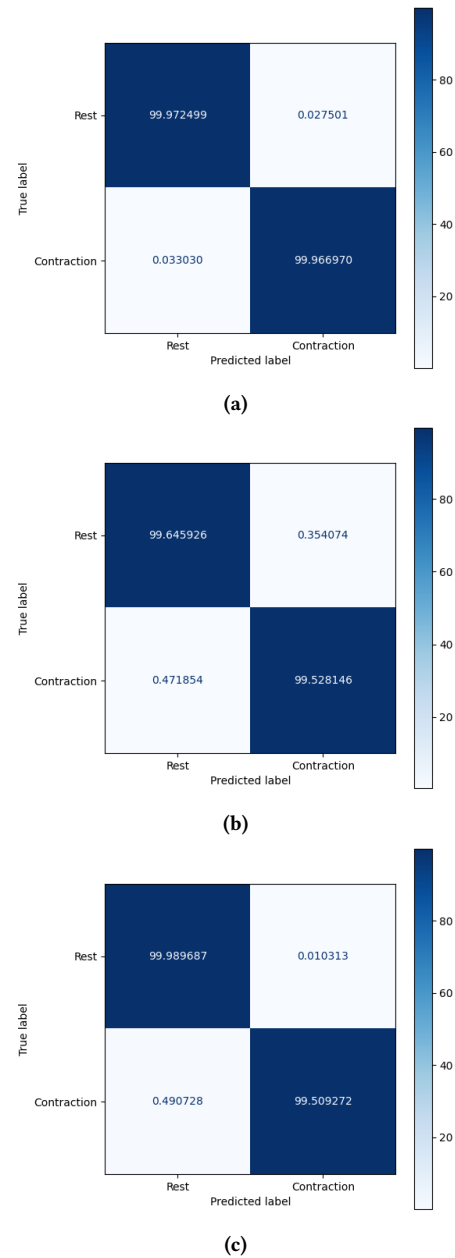 80
Rest
99.972499
0.027501
60
True label
40
Contraction
0.033030
99.966970
20
Rest
Contraction
Predicted label
(a)
80
Rest
99.645926
0.354074
60
True label
40
Contraction
0.471854
99.528146
20
Rest
Contraction
Predicted label
(b)
80
Rest
99.989687
0.010313
60
True label
40
Contraction
0.490728
99.509272
20
Rest
Contraction
Predicted label
(c)